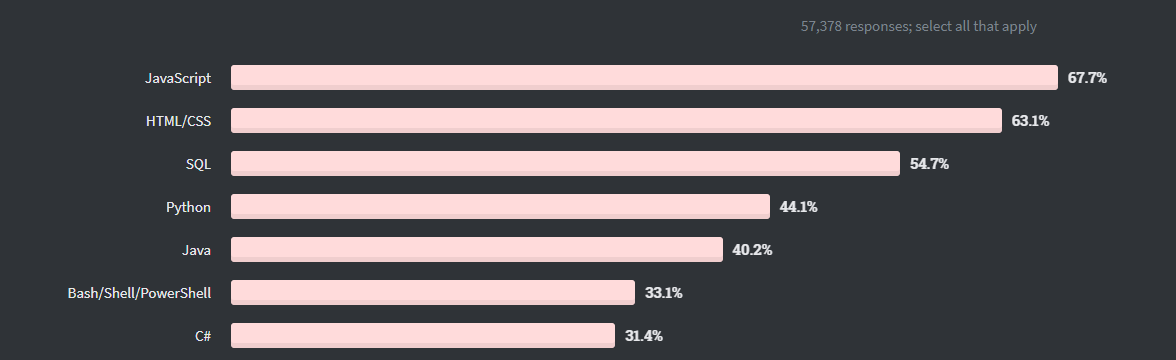 57,378 responses; select all that apply
JavaScript 67.7%
HTML/CSS 63.1%
SQL 54.7%
Python 44.1%
Java 40.2%
Bash/Shell/PowerShell 33.1%
C# 31.4%